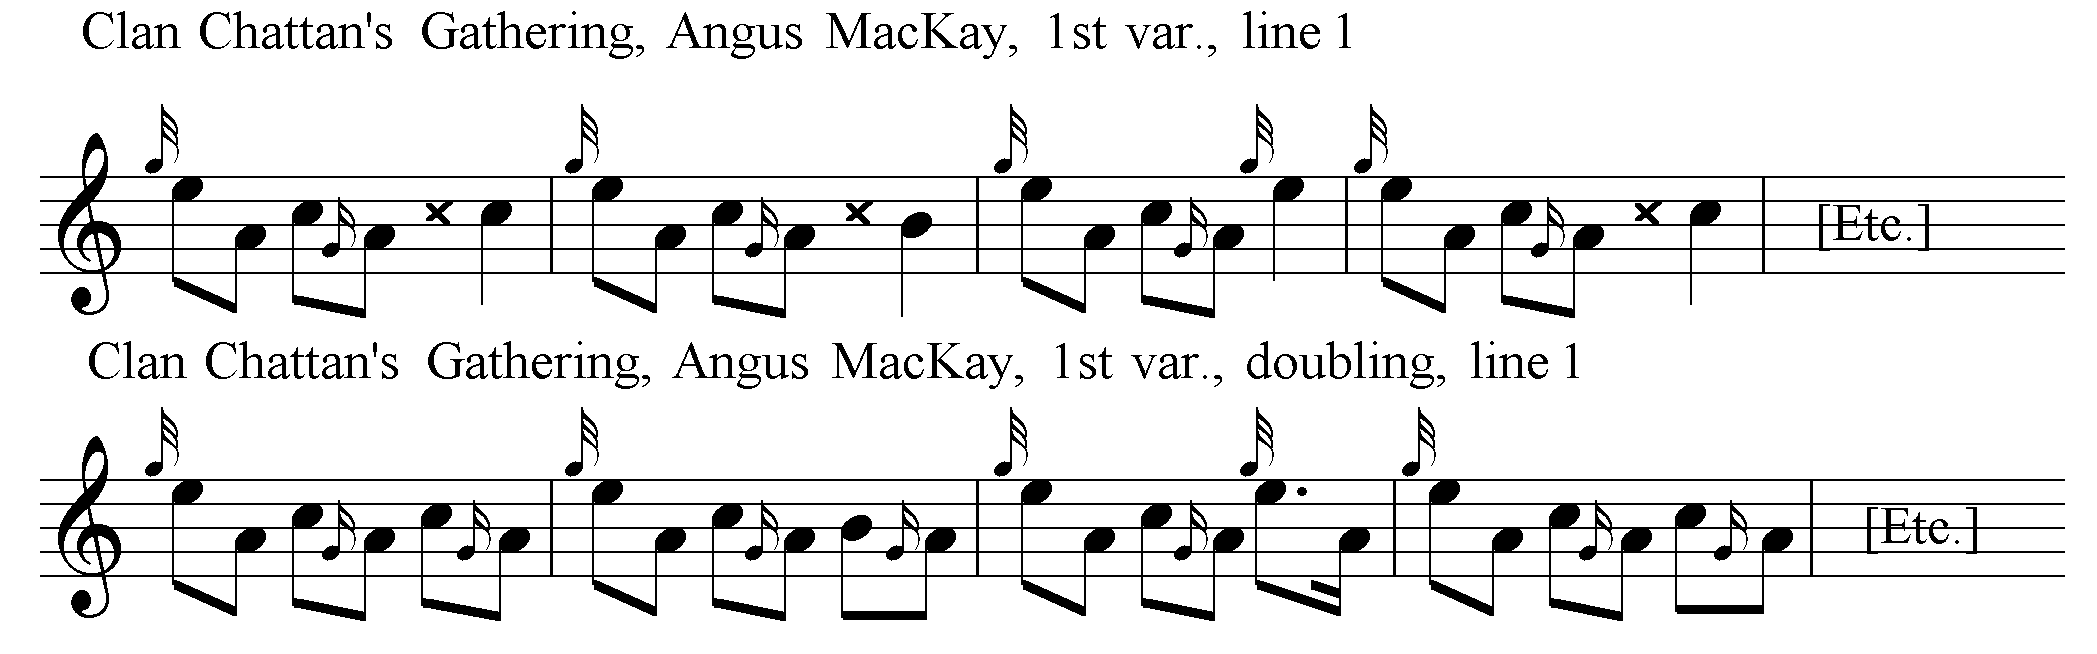 Clan Chattan's Gathering, Angus MacKay, 1st var., line 1
[Etc.]
Clan Chattan's Gathering, Angus MacKay, 1st var., doubling, line 1
[Etc.]